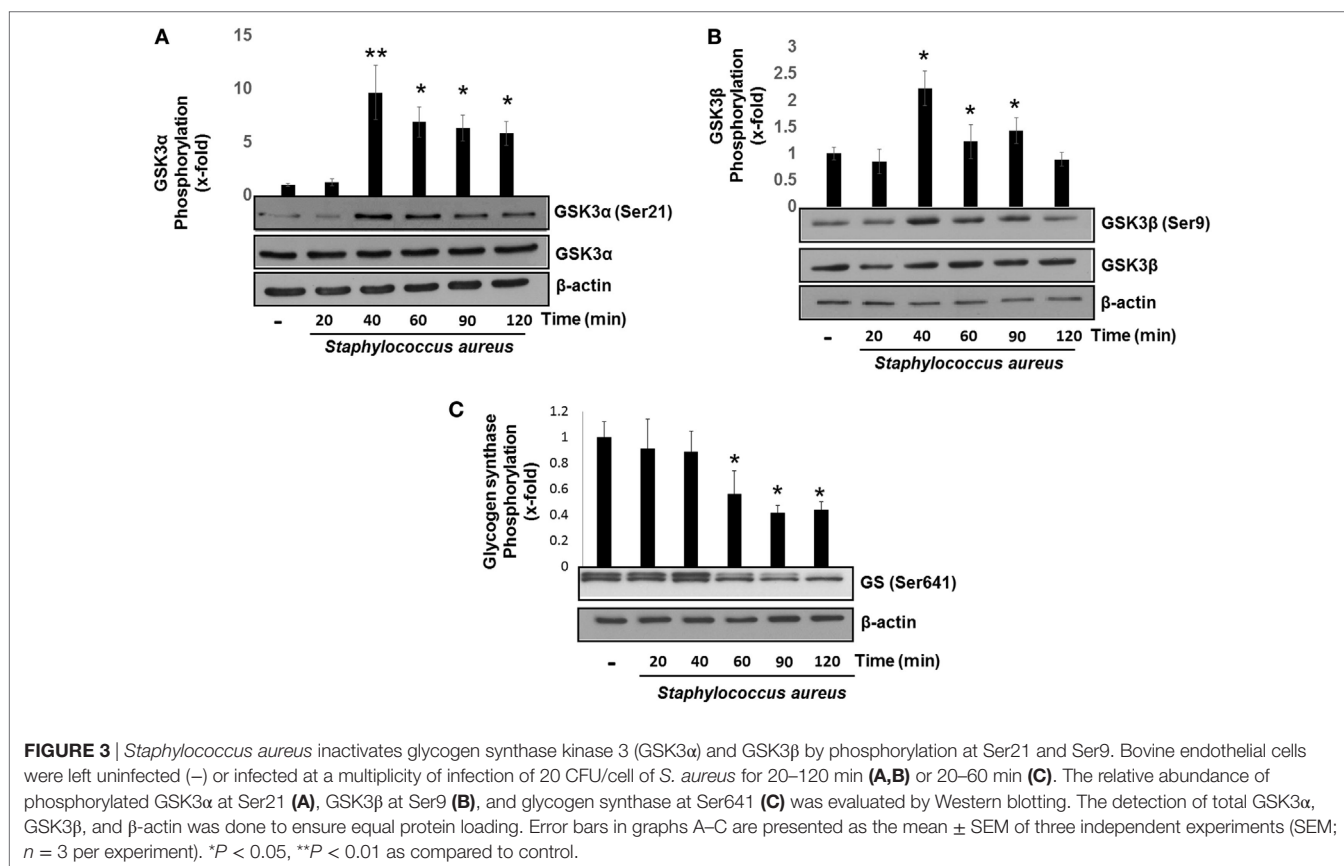 A
GSK3α
Phosphorylation
(x-fold)
15
10
5
0
**
*
*
*
GSK3α (Ser21)
GSK3α
β-actin
- 20 40 60 90 120 Time (min)
Staphylococcus aureus
B
GSK3β
Phosphorylation
(x-fold)
3
2.5
2
1.5
1
0.5
0
*
*
*
GSK3β (Ser9)
GSK3β
β-actin
- 20 40 60 90 120 Time (min)
Staphylococcus aureus
C
Glycogen synthase
Phosphorylation
(x-fold)
1.2
1
0.8
0.6
0.4
0.2
0
*
*
*
GS (Ser641)
β-actin
- 20 40 60 90 120 Time (min)
Staphylococcus aureus
FIGURE 3 | Staphylococcus aureus inactivates glycogen synthase kinase 3 (GSK3α) and GSK3β by phosphorylation at Ser21 and Ser9. Bovine endothelial cells
were left uninfected (–) or infected at a multiplicity of infection of 20 CFU/cell of S. aureus for 20–120 min (A,B) or 20–60 min (C). The relative abundance of
phosphorylated GSK3α at Ser21 (A), GSK3β at Ser9 (B), and glycogen synthase at Ser641 (C) was evaluated by Western blotting. The detection of total GSK3α,
GSK3β, and β-actin was done to ensure equal protein loading. Error bars in graphs A–C are presented as the mean ± SEM of three independent experiments (SEM;
n = 3 per experiment). *P < 0.05, **P < 0.01 as compared to control.